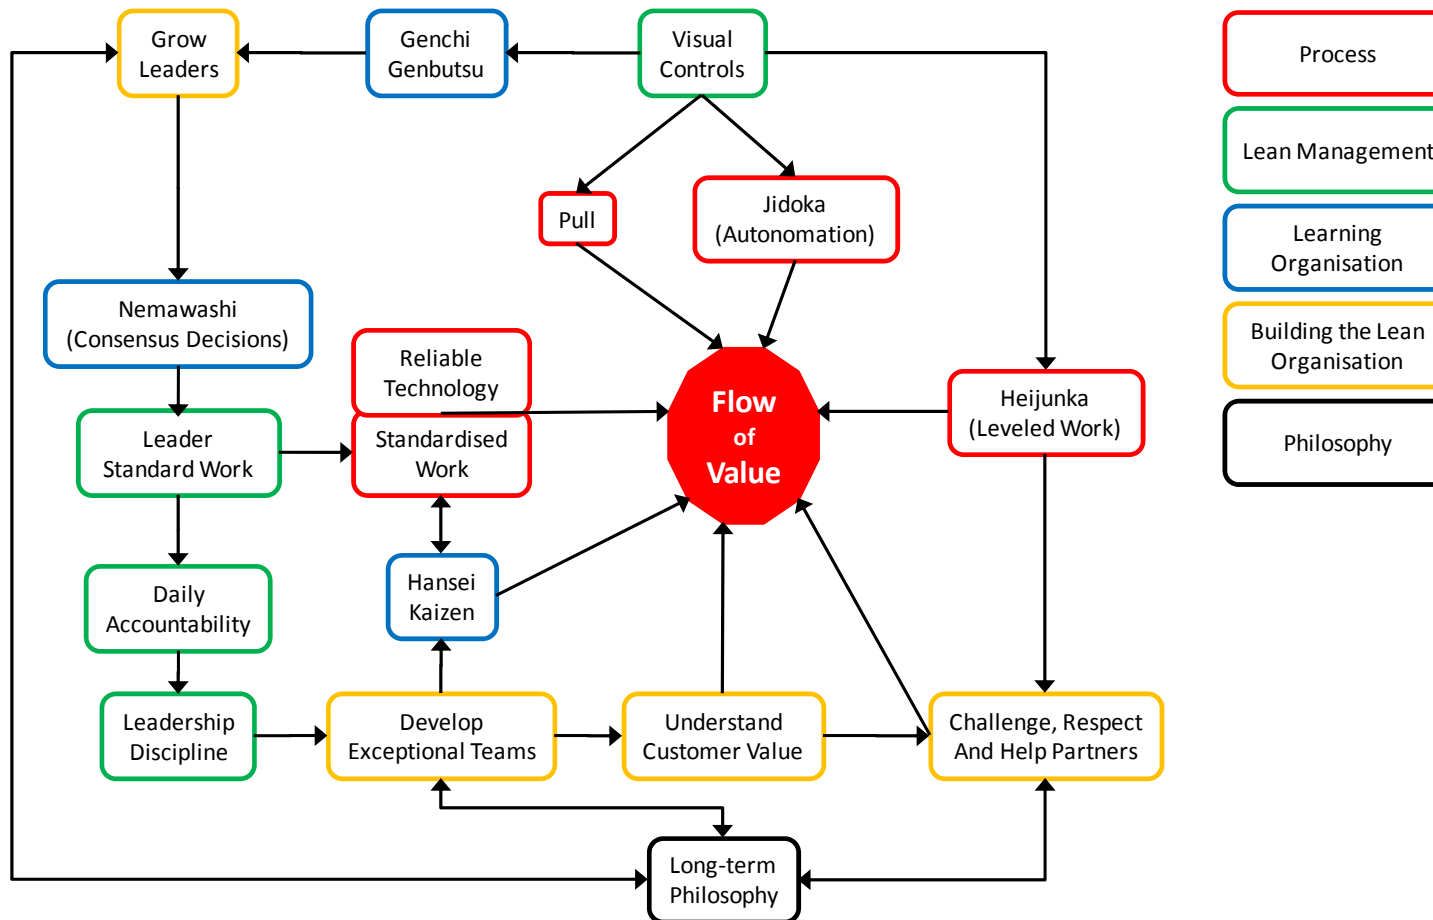 Grow
Leaders
Genchi
Genbutsu
Visual
Controls
Process
Lean Management
Pull
Jidoka
(Autonomation)
Learning
Organisation
Nemawashi
(Consensus Decisions)
Reliable
Technology
Flow
of
Value
Heijunka
(Leveled Work)
Building the Lean
Organisation
Leader
Standard Work
Standardised
Work
Philosophy
Daily
Accountability
Hansei
Kaizen
Leadership
Discipline
Develop
Exceptional Teams
Understand
Customer Value
Challenge, Respect
And Help Partners
Long-term
Philosophy